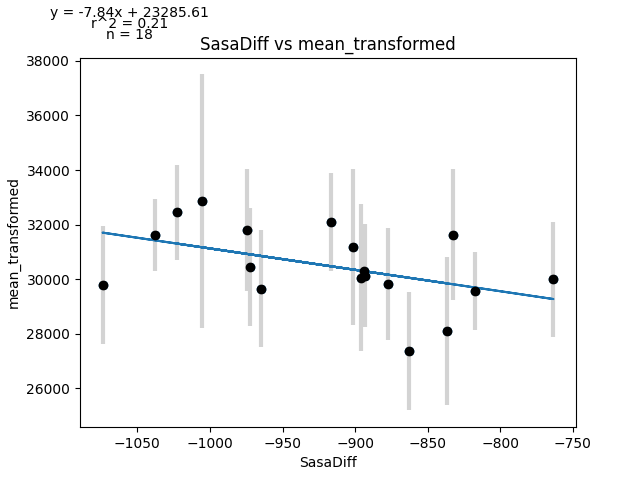 y = -7.84x + 23285.61
r^2 = 0.21
n = 18
SasaDiff vs mean_transformed
38000
36000
34000
32000
30000
28000
26000
mean_transformed
−1050 −1000 −950 −900 −850 −800 −750
SasaDiff